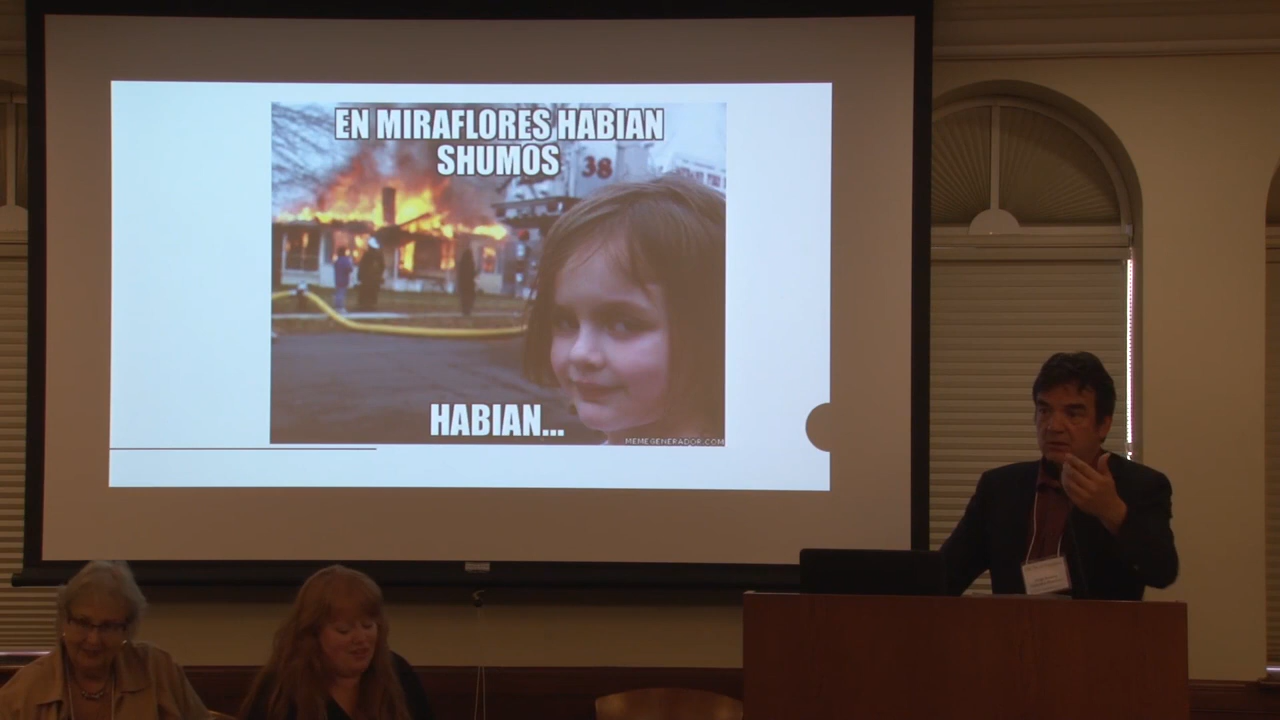 EN MIRAFLORES HABIAN
SHUMOS
38
HABIAN...
MEMEGENERADOR.COM